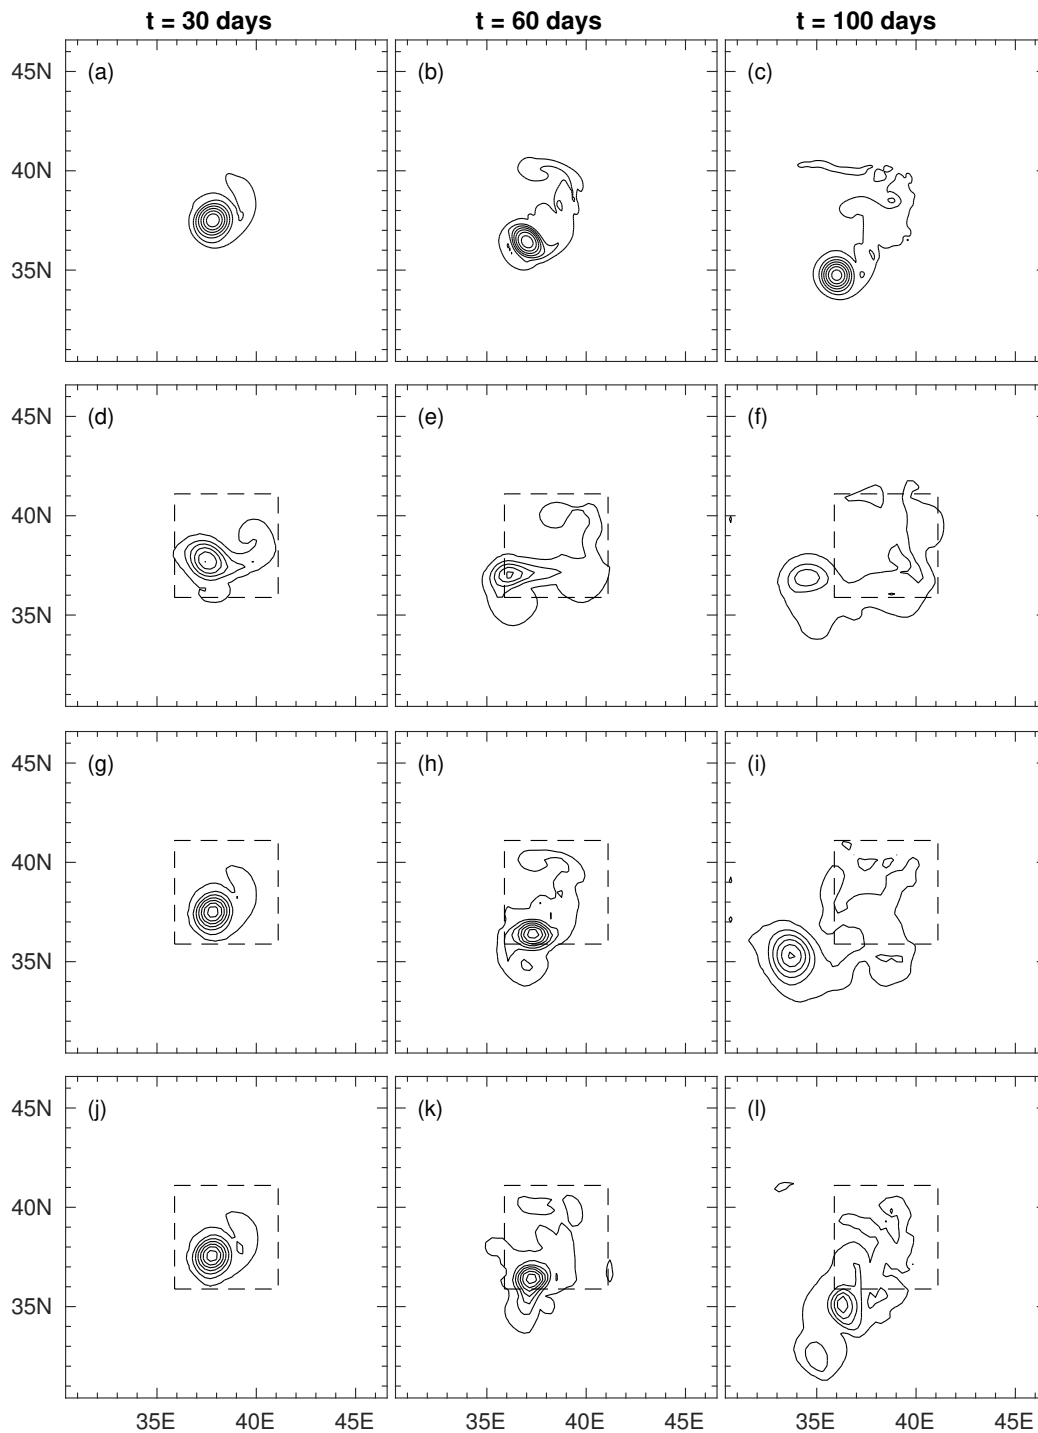 t = 30 days t = 60 days t = 100 days
45N (a) (b) (c)
40N
35N
45N (d) (e) (f)
40N
35N
45N (g) (h) (i)
40N
35N
45N (j) (k) (l)
40N
35N
35E 40E 45E 35E 40E 45E 35E 40E 45E